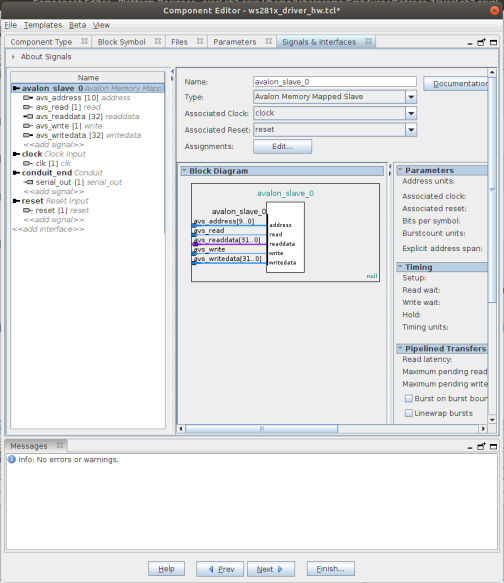 Component Editor - ws281x_driver_hw.tcl*
File Templates Beta View
Component Type Block Symbol Files Parameters Signals & Interfaces
About Signals
Name
avalon_slave_0 Avalon Memory Mapp
avs_address [10] address
avs_read [1] read
avs_readdata [32] readdata
avs_write [1] write
avs_writedata [32] writedata
<<add signal>>
clock Clock Input
clk [1] clk
<<add signal>>
conduit_end Conduit
serial_out [1] serial_out
<<add signal>>
reset Reset Input
reset [1] reset
<<add signal>>
<<add interface>>
Name: avalon_slave_0 Documentation
Type: Avalon Memory Mapped Slave
Associated Clock: clock
Associated Reset: reset
Assignments: Edit...
Block Diagram
avalon_slave_0
avalon_slave_0
avs_address[9..0] address
avs_read read
avs_readdata[31..0] readdata
avs_write write
avs_writedata[31..0] writedata
null
Parameters
Address units:
Associated clock:
Associated reset:
Bits per symbol:
Burstcount units:
Explicit address span:
Timing
Setup:
Read wait:
Write wait:
Hold:
Timing units:
Pipelined Transfers
Read latency:
Maximum pending read
Maximum pending write
Burst on burst bour
Linewrap bursts
Messages
Info: No errors or warnings.
Help Prev Next Finish...